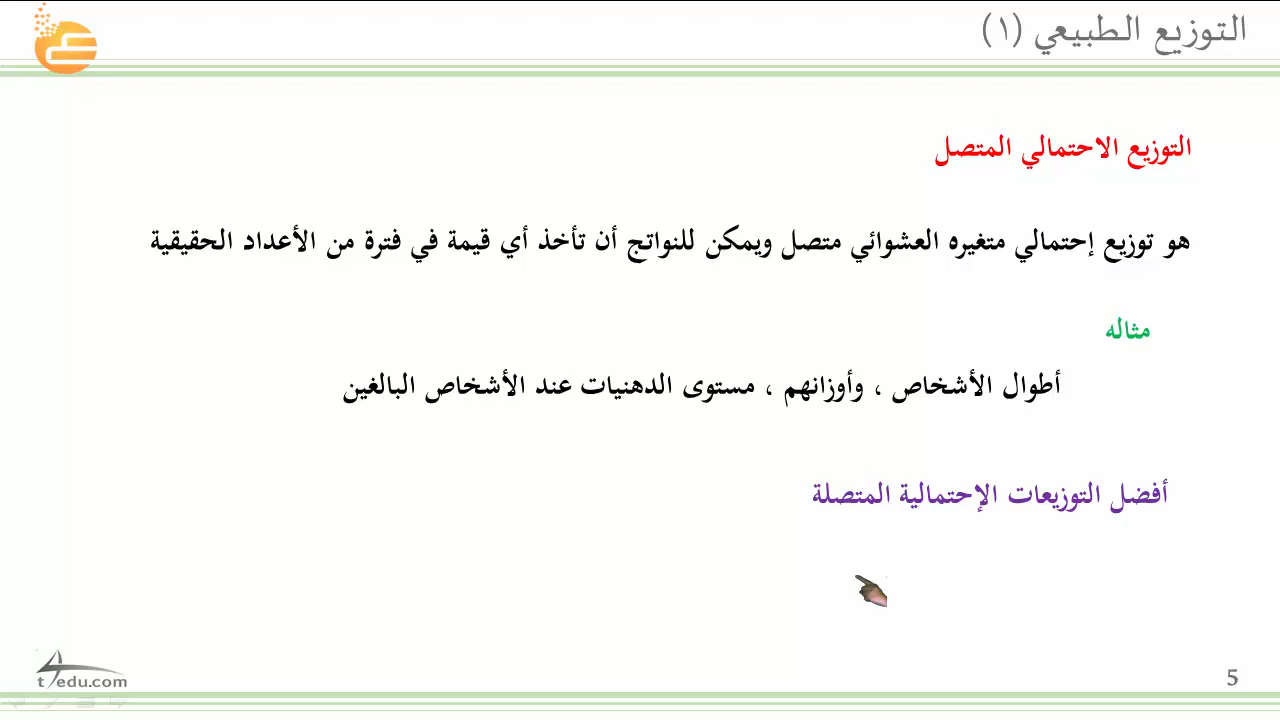 التوزيع الطبيعي (١)
التوزيع الاحتمالي المتصل
هو توزيع إحتمالي متغيره العشوائي متصل ويمكن للنواتج أن تأخذ أي قيمة في فترة من الأعداد الحقيقية
مثاله
أطوال الأشخاص ، وأوزانهم ، مستوى الدهنيات عند الأشخاص البالغين
أفضل التوزيعات الإحتمالية المتصلة
t4edu.com
5